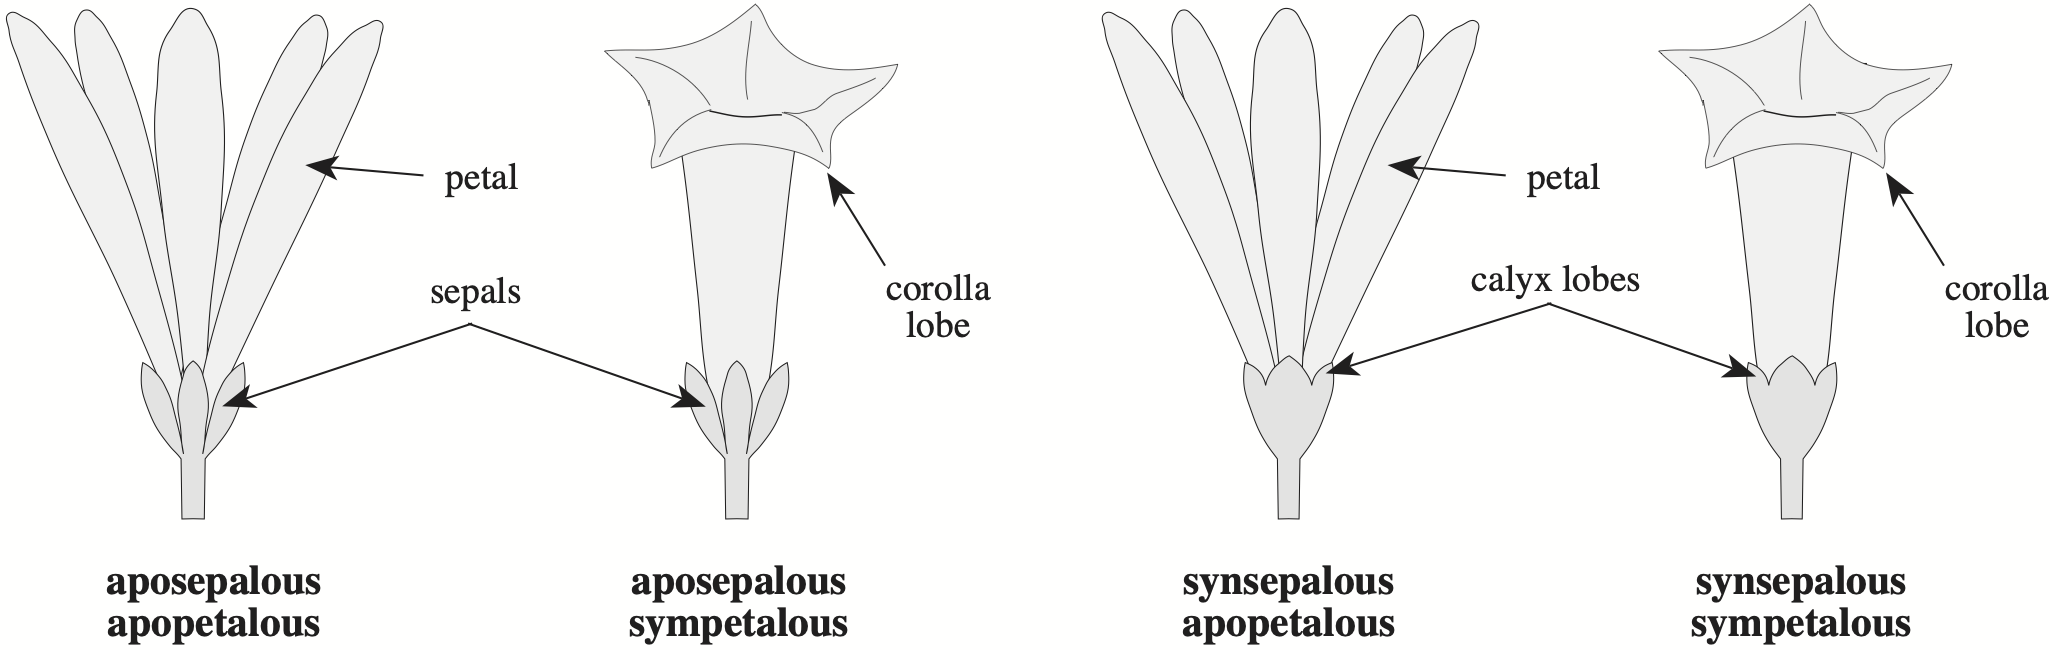 petal
sepals
corolla
lobe
petal
calyx lobes
corolla
lobe
aposepalous
apopetalous
aposepalous
sympetalous
synsepalous
apopetalous
synsepalous
sympetalous